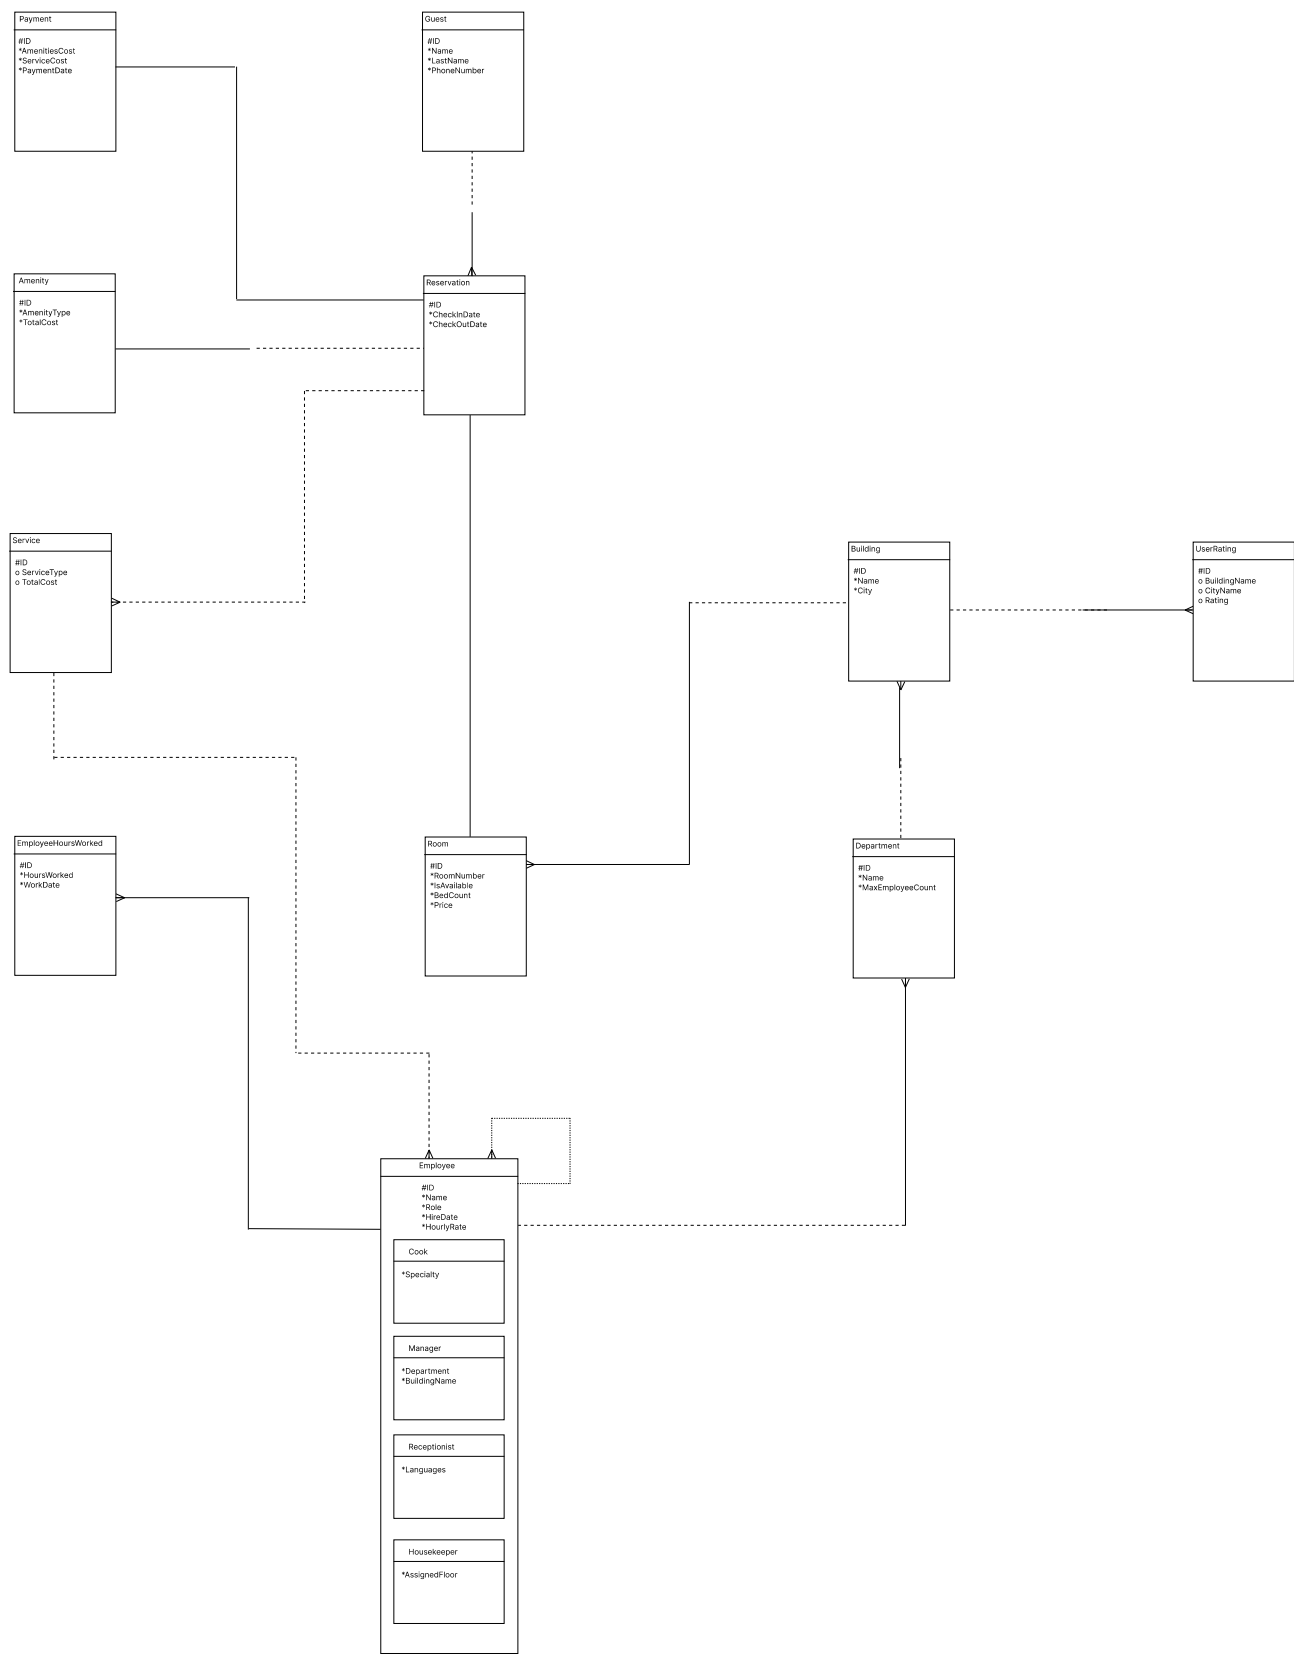 Payment
#ID
*AmenitiesCost
*ServiceCost
*PaymentDate
Guest
#ID
*Name
*LastName
*PhoneNumber
Amenity
#ID
*AmenityType
*TotalCost
Reservation
#ID
*CheckInDate
*CheckOutDate
Service
#ID
o ServiceType
o TotalCost
Building
#ID
*Name
*City
UserRating
#ID
o BuildingName
o CityName
o Rating
EmployeeHoursWorked
#ID
*HoursWorked
*WorkDate
Room
#ID
*RoomNumber
*IsAvailable
*BedCount
*Price
Department
#ID
*Name
*MaxEmployeeCount
Employee
#ID
*Name
*Role
*HireDate
*HourlyRate
Cook
*Specialty
Manager
*Department
*BuildingName
Receptionist
*Languages
Housekeeper
*AssignedFloor